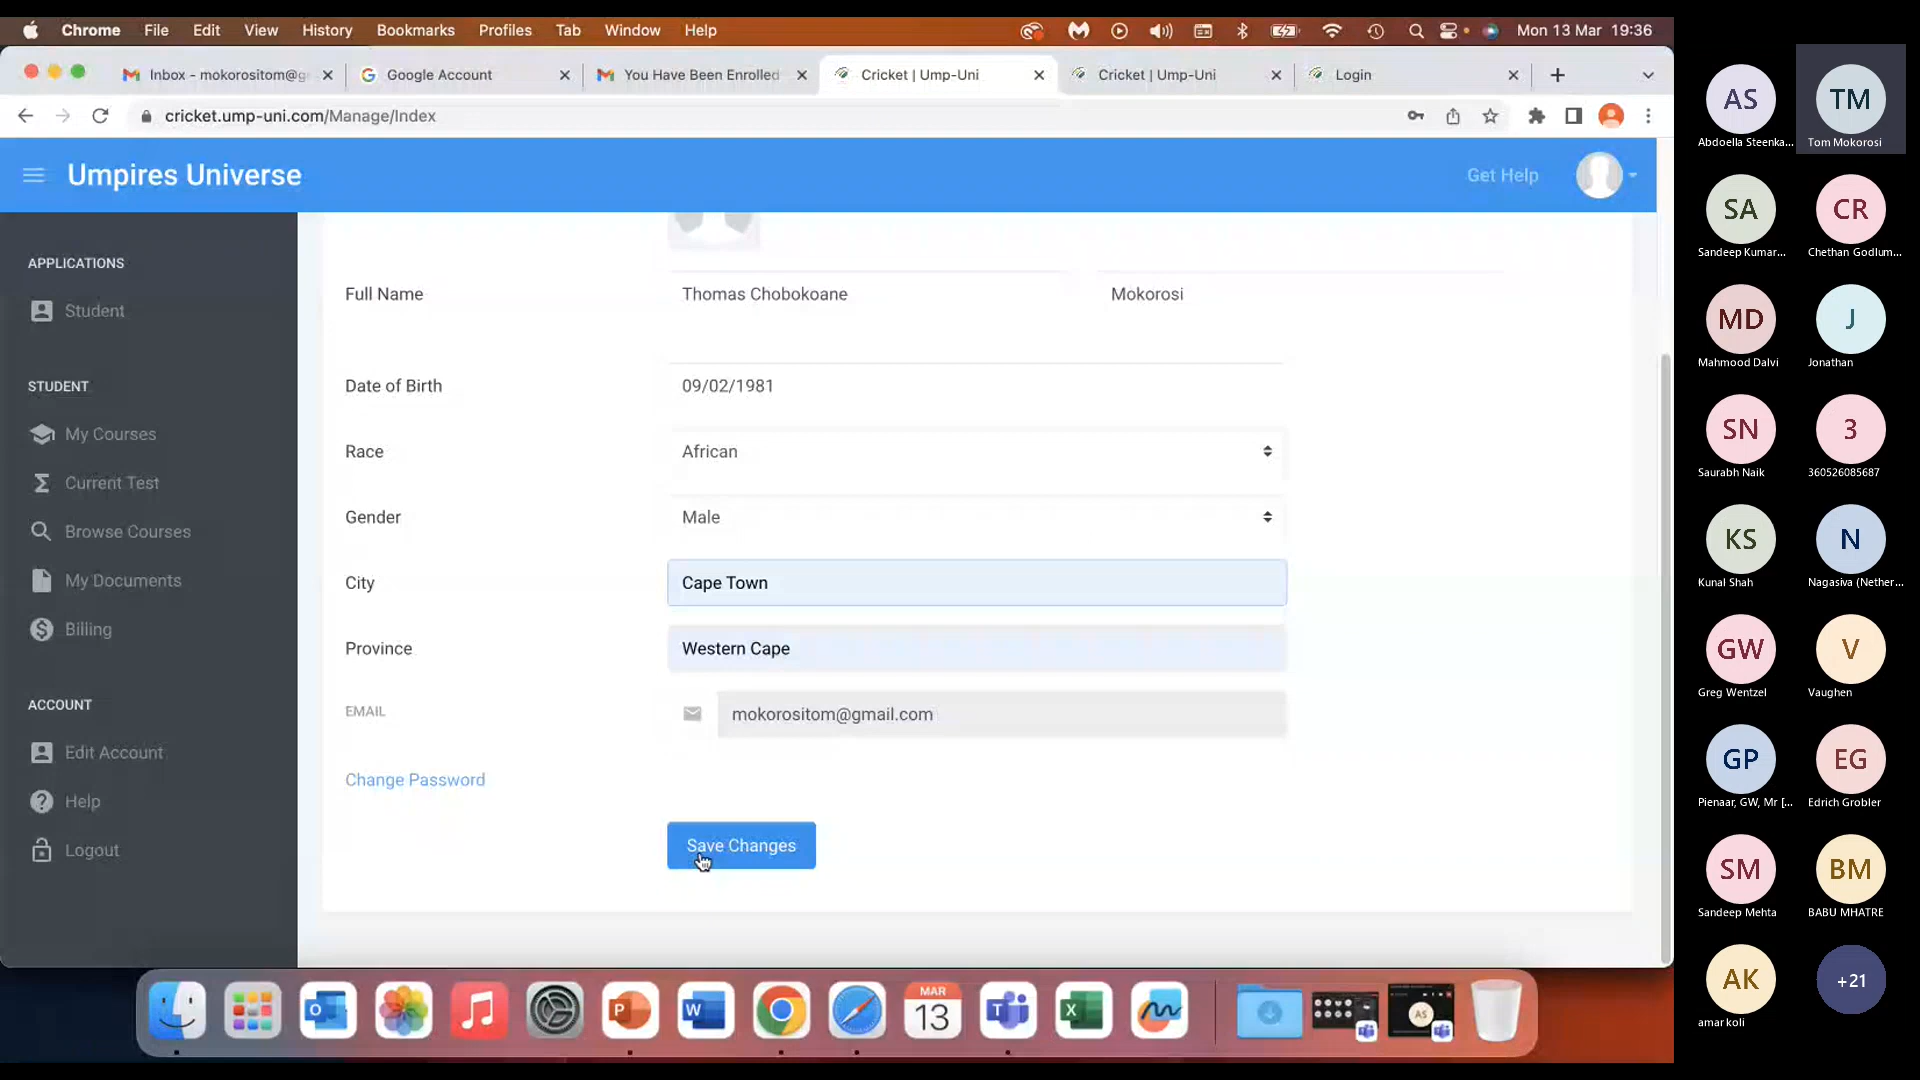 Chrome File Edit View History Bookmarks Profiles Tab Window Help Mon 13 Mar 19:36
Inbox - mokorositom@g Google Account You Have Been Enrolled Cricket | Ump-Uni Cricket | Ump-Uni Login
cricket.ump-uni.com/Manage/Index
Umpires Universe Get Help
APPLICATIONS
Student
STUDENT
My Courses
Current Test
Browse Courses
My Documents
Billing
ACCOUNT
Edit Account
Help
Logout
Full Name Thomas Chobokoane Mokorosi
Date of Birth 09/02/1981
Race African
Gender Male
City Cape Town
Province Western Cape
EMAIL mokorositom@gmail.com
Change Password
Save Changes
MAR
13
AS TM
Abdoella Steenka... Tom Mokorosi
SA CR
Sandeep Kumar... Chethan Godlum...
MD J
Mahmood Dalvi Jonathan
SN 3
Saurabh Naik 360526085687
KS N
Kunal Shah Nagasiva (Nether...
GW V
Greg Wentzel Vaughen
GP EG
Pienaar, GW, Mr [... Edrich Grobler
SM BM
Sandeep Mehta BABU MHATRE
AK +21
amar koli